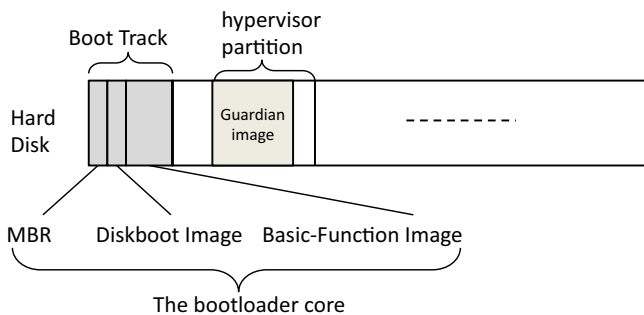 hypervisor
partition
Boot Track
Hard
Disk
Guardian
image
MBR
Diskboot Image
Basic-Function Image
The bootloader core